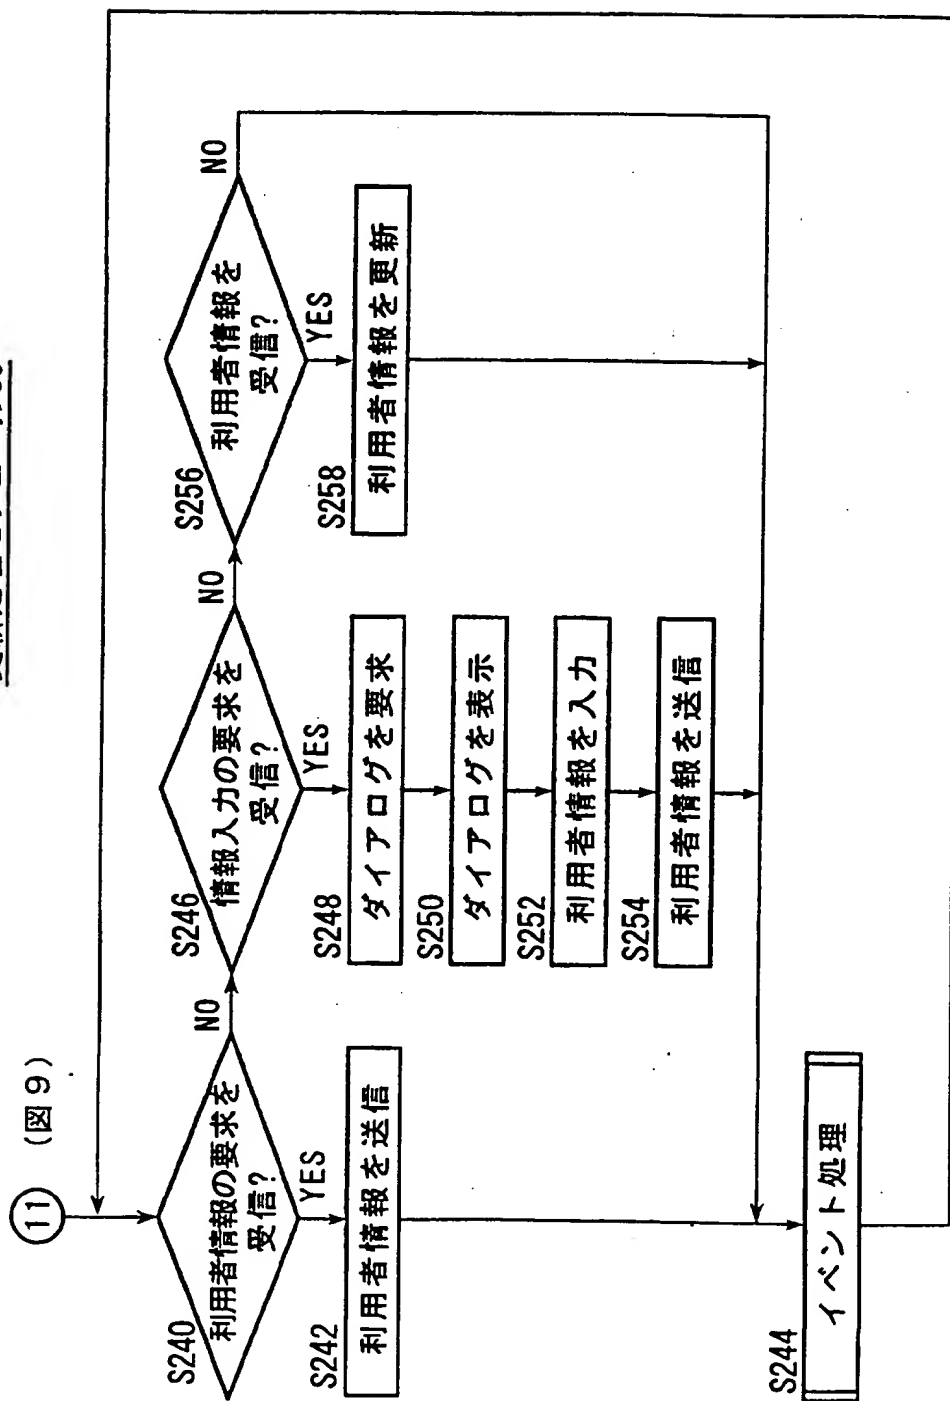 (図9)
11
S240
利用者情報の要求を
受信?
NO
YES
S242
利用者情報を送信
S246
情報入力の要求を
受信?
NO
YES
S248
ダイアログを要求
S250
ダイアログを表示
S252
利用者情報を入力
S254
利用者情報を送信
S256
利用者情報を
受信?
NO
YES
S258
利用者情報を更新
S244
イベント処理